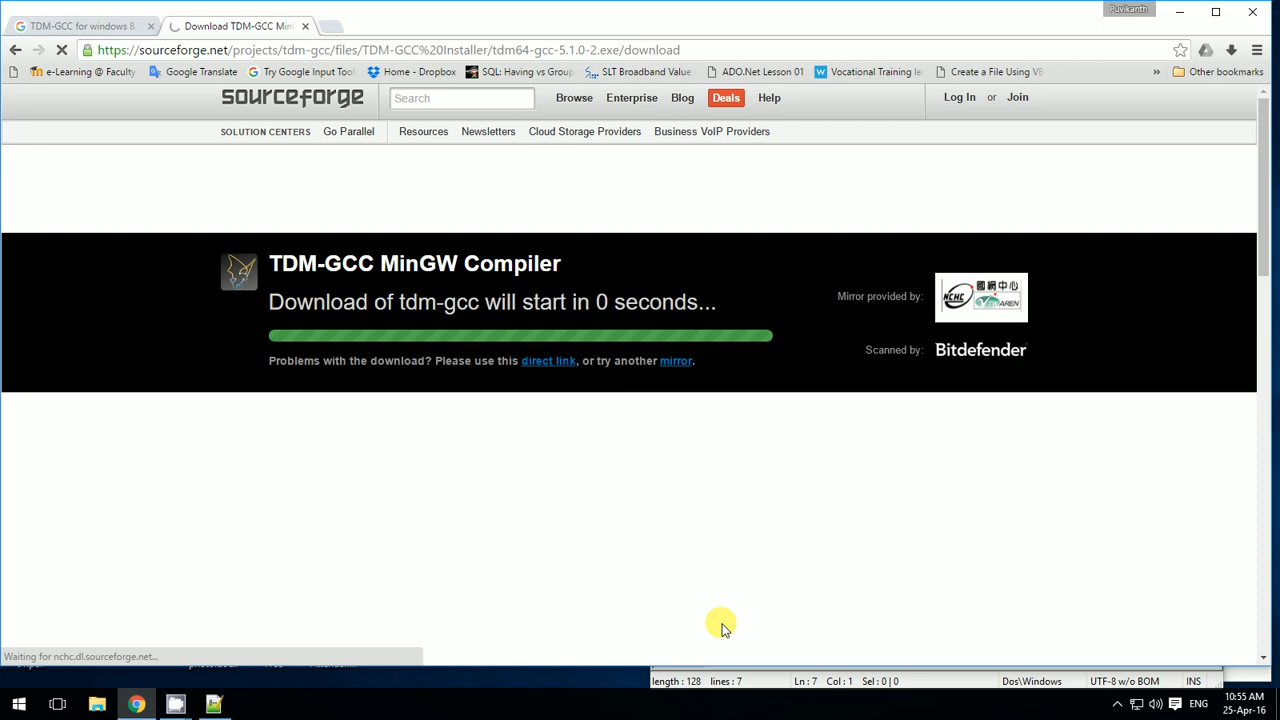 Puvikanth
TDM-GCC for windows 8.
Download TDM-GCC Min
https://sourceforge.net/projects/tdm-gcc/files/TDM-GCC%20Installer/tdm64-gcc-5.1.0-2.exe/download
e-Learning @ Faculty
Google Translate
Try Google Input Tool
Home - Dropbox
SQL: Having vs Group
SLT Broadband Value
ADO.Net Lesson 01
Vocational Training le
Create a File Using VB
»
Other bookmarks
sourceforge
Search
Browse
Enterprise
Blog
Deals
Help
Log In or Join
SOLUTION CENTERS
Go Parallel
Resources
Newsletters
Cloud Storage Providers
Business VoIP Providers
TDM-GCC MinGW Compiler
Download of tdm-gcc will start in 0 seconds...
Problems with the download? Please use this direct link, or try another mirror.
Mirror provided by:
NCHC
國網中心
Scanned by:
Bitdefender
Waiting for nchc.dl.sourceforge.net...
length : 128 lines : 7
Ln : 7 Col : 1 Sel : 0 | 0
Dos\Windows
UTF-8 w/o BOM
INS
ENG
10:55 AM
25-Apr-16